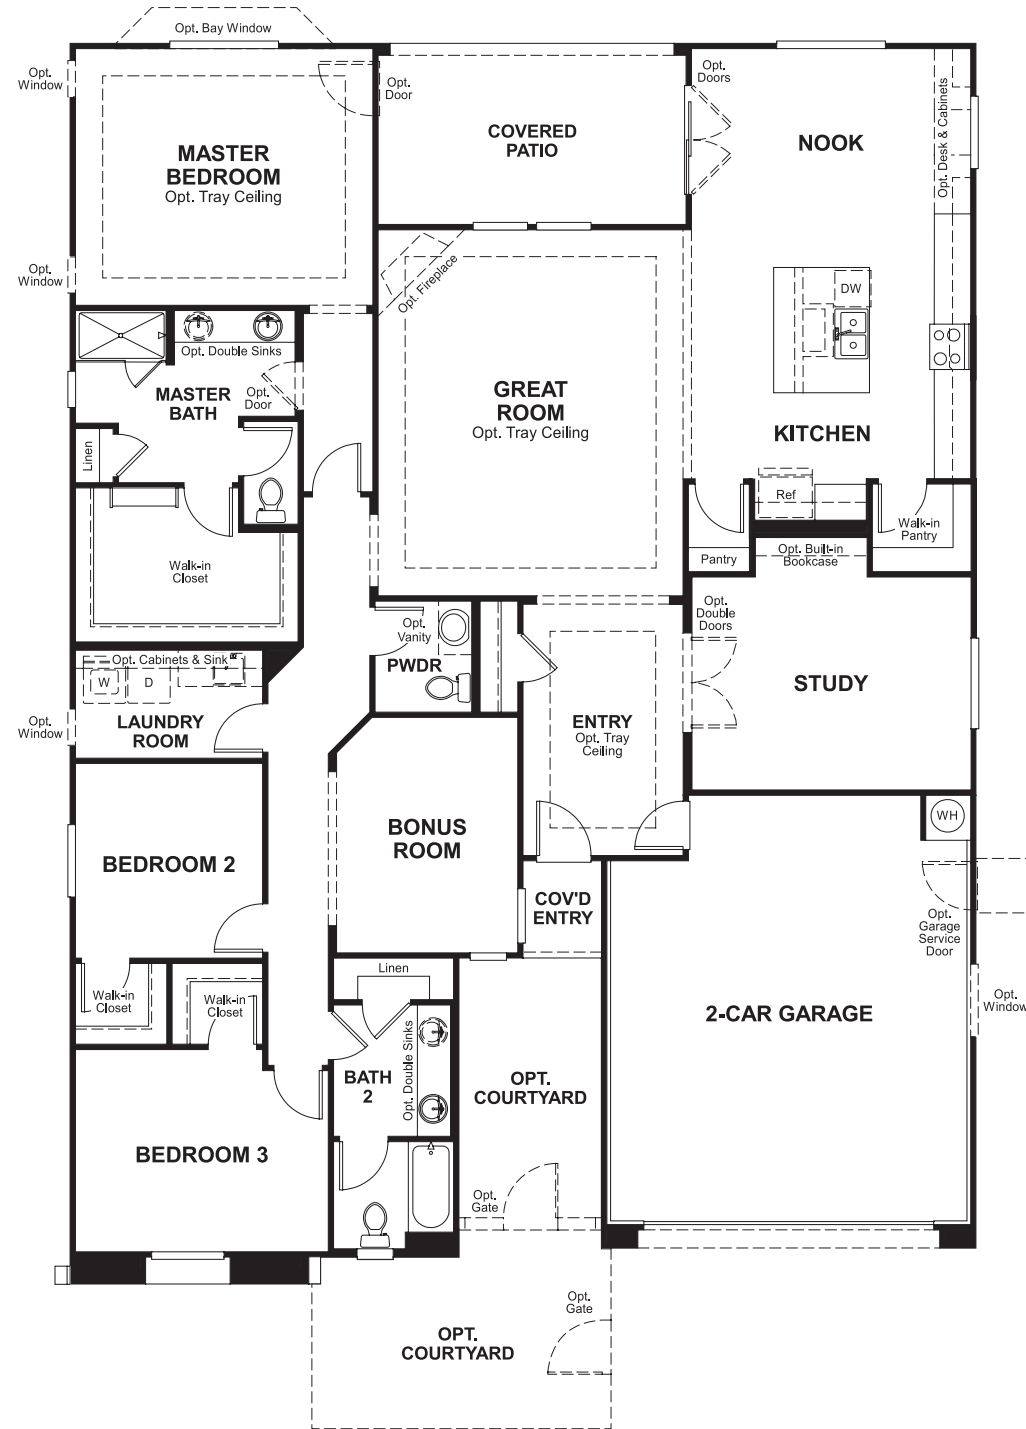 Opt. Bay Window
Opt.
Window
Opt.
Door
Opt.
Doors
Opt. Desk & Cabinets
COVERED
PATIO
NOOK
MASTER
BEDROOM
Opt. Tray Ceiling
Opt.
Window
Opt. Fireplace
DW
Opt. Double Sinks
MASTER
BATH
Opt.
Door
GREAT
ROOM
Opt. Tray Ceiling
KITCHEN
Linen
Ref
Walk-in
Pantry
Pantry
Opt. Built-in
Bookcase
Walk-in
Closet
Opt.
Vanity
PWDR
Opt.
Double
Doors
Opt. Cabinets & Sink
W
D
STUDY
Opt.
Window
LAUNDRY
ROOM
ENTRY
Opt. Tray
Ceiling
BONUS
ROOM
WH
BEDROOM 2
COV'D
ENTRY
Opt.
Garage
Service
Door
Linen
Walk-in
Closet
Walk-in
Closet
Opt.
Window
2-CAR GARAGE
Opt. Double Sinks
BATH
2
OPT.
COURTYARD
BEDROOM 3
Opt.
Gate
Opt.
Gate
OPT.
COURTYARD